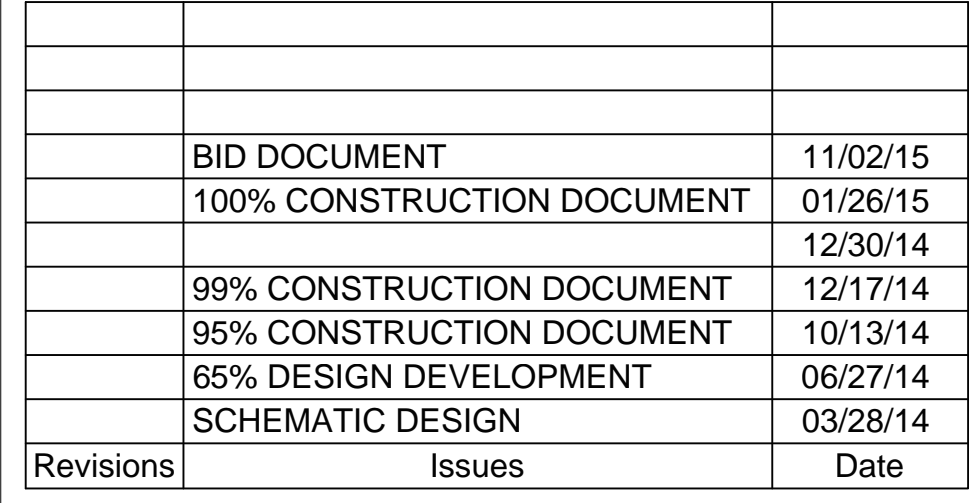 BID DOCUMENT 11/02/15
100% CONSTRUCTION DOCUMENT 01/26/15
12/30/14
99% CONSTRUCTION DOCUMENT 12/17/14
95% CONSTRUCTION DOCUMENT 10/13/14
65% DESIGN DEVELOPMENT 06/27/14
SCHEMATIC DESIGN 03/28/14
Revisions Issues Date